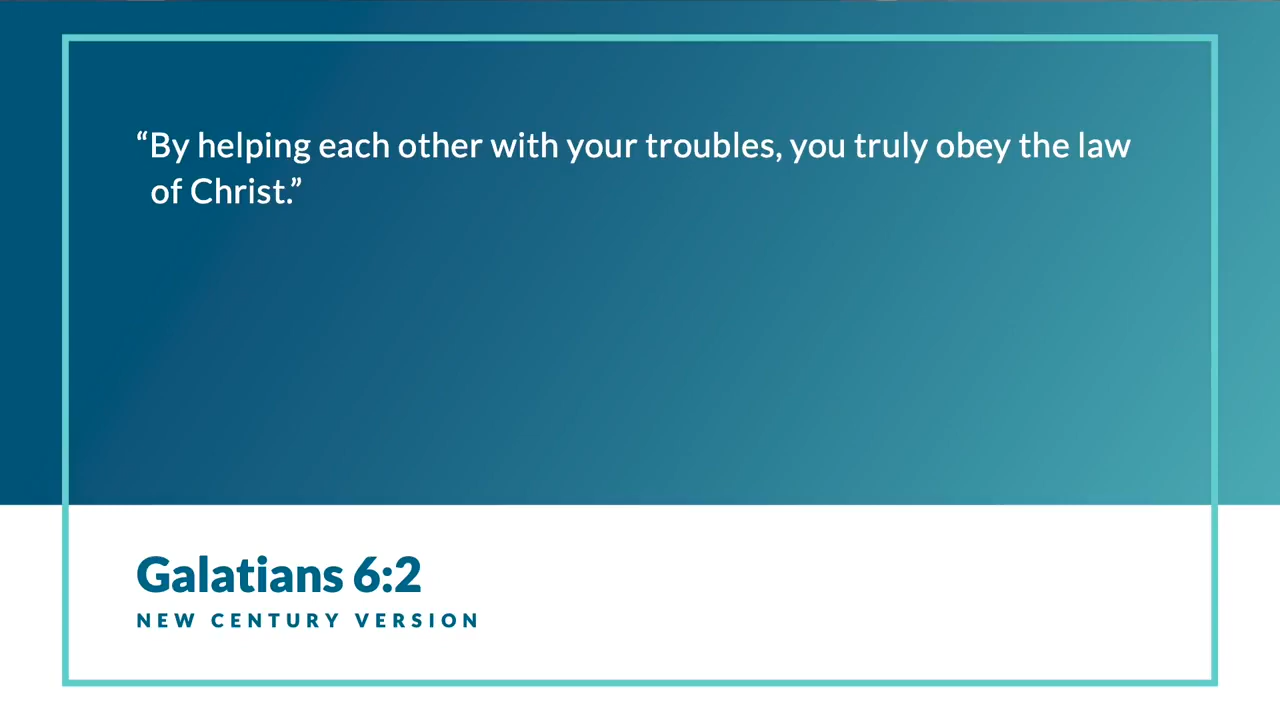 “By helping each other with your troubles, you truly obey the law
of Christ.”
Galatians 6:2
NEW CENTURY VERSION